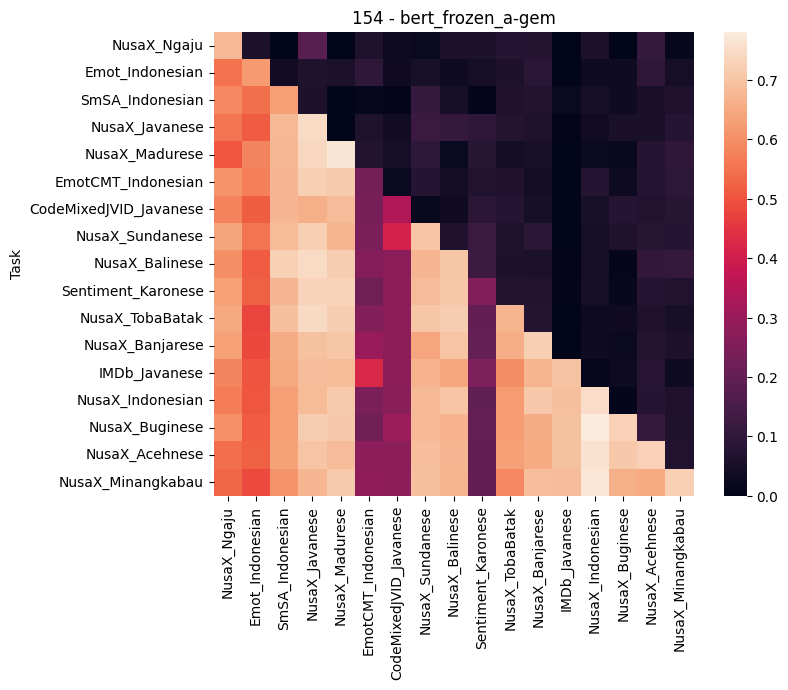 154 - bert_frozen_a-gem
Task
NusaX_Ngaju
Emot_Indonesian
SmSA_Indonesian
NusaX_Javanese
NusaX_Madurese
EmotCMT_Indonesian
CodeMixedJVID_Javanese
NusaX_Sundanese
NusaX_Balinese
Sentiment_Karonese
NusaX_TobaBatak
NusaX_Banjarese
IMDb_Javanese
NusaX_Indonesian
NusaX_Buginese
NusaX_Acehnese
NusaX_Minangkabau
NusaX_Ngaju
Emot_Indonesian
SmSA_Indonesian
NusaX_Javanese
NusaX_Madurese
EmotCMT_Indonesian
CodeMixedJVID_Javanese
NusaX_Sundanese
NusaX_Balinese
Sentiment_Karonese
NusaX_TobaBatak
NusaX_Banjarese
IMDb_Javanese
NusaX_Indonesian
NusaX_Buginese
NusaX_Acehnese
NusaX_Minangkabau
0.7
0.6
0.5
0.4
0.3
0.2
0.1
0.0